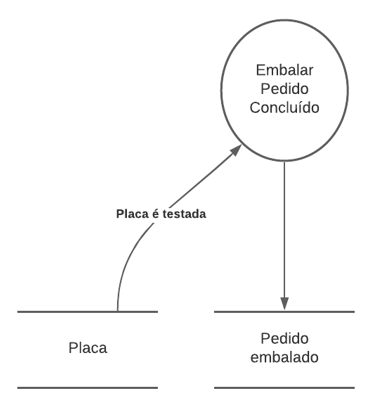 Embalar
Pedido
Concluído
Placa é testada
Placa
Pedido
embalado